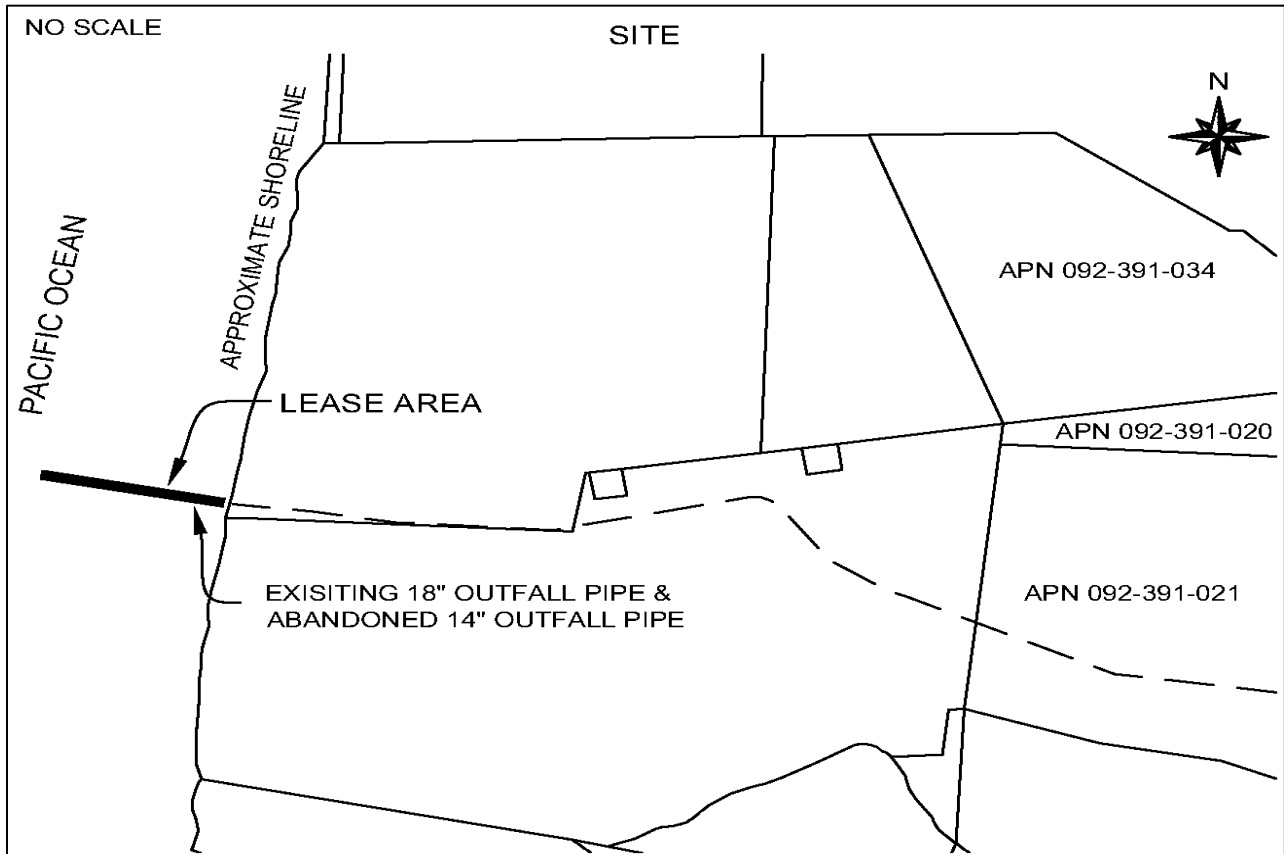 NO SCALE
SITE
N
APPROXIMATE SHORELINE
PACIFIC OCEAN
APN 092-391-034
LEASE AREA
APN 092-391-020
EXISITING 18" OUTFALL PIPE &
ABANDONED 14" OUTFALL PIPE
APN 092-391-021